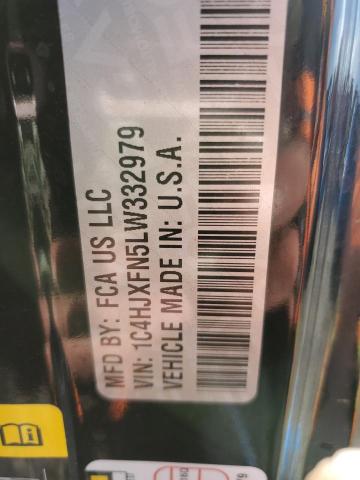 MFD BY: FCA US LLC
VIN: 1C4HJXFN5LW332979
VEHICLE MADE IN: U.S.A.